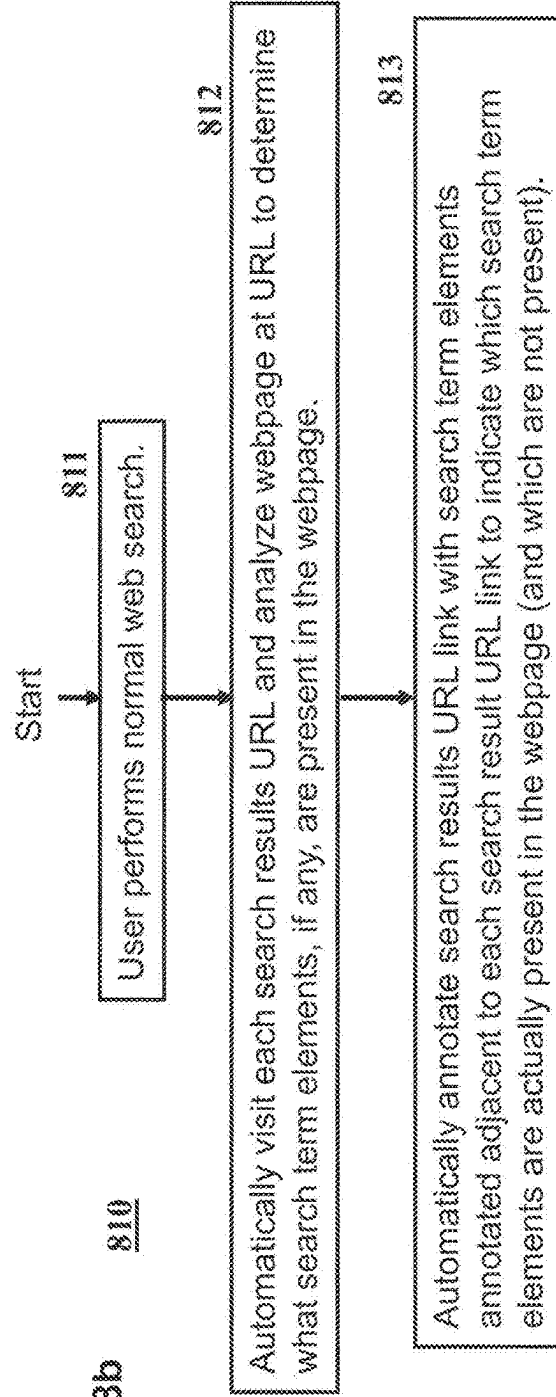 3b
810
Start
811
User performs normal web search.
812
Automatically visit each search results URL and analyze webpage at URL to determine
what search term elements, if any, are present in the webpage.
813
Automatically annotate search results URL link with search term elements
annotated adjacent to each search result URL link to indicate which search term
elements are actually present in the webpage (and which are not present).